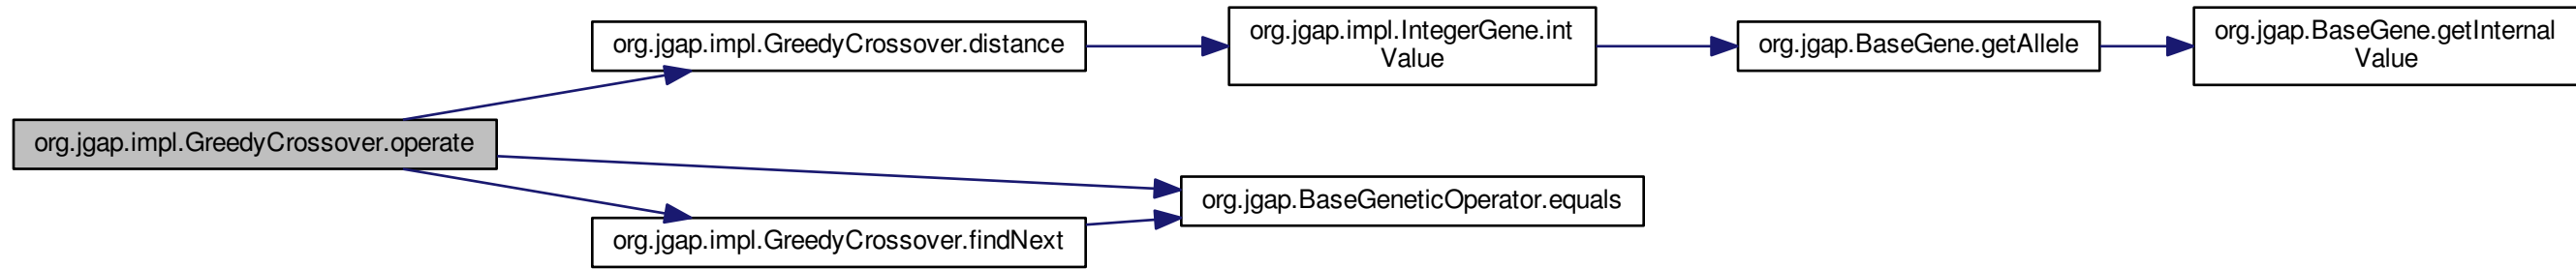 org.jgap.impl.GreedyCrossover.operate
org.jgap.impl.GreedyCrossover.distance
org.jgap.impl.IntegerGene.int
Value
org.jgap.BaseGene.getAllele
org.jgap.BaseGene.getInternal
Value
org.jgap.BaseGeneticOperator.equals
org.jgap.impl.GreedyCrossover.findNext